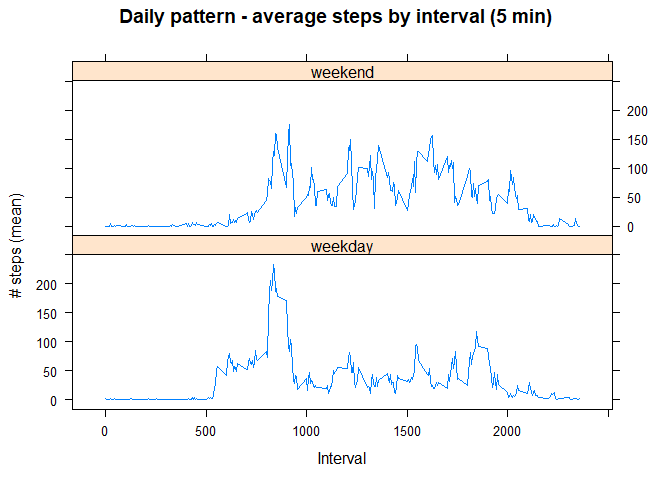 Daily pattern - average steps by interval (5 min)
weekend
200
150
100
50
0
weekday
200
150
100
50
0
# steps (mean)
0 500 1000 1500 2000
Interval